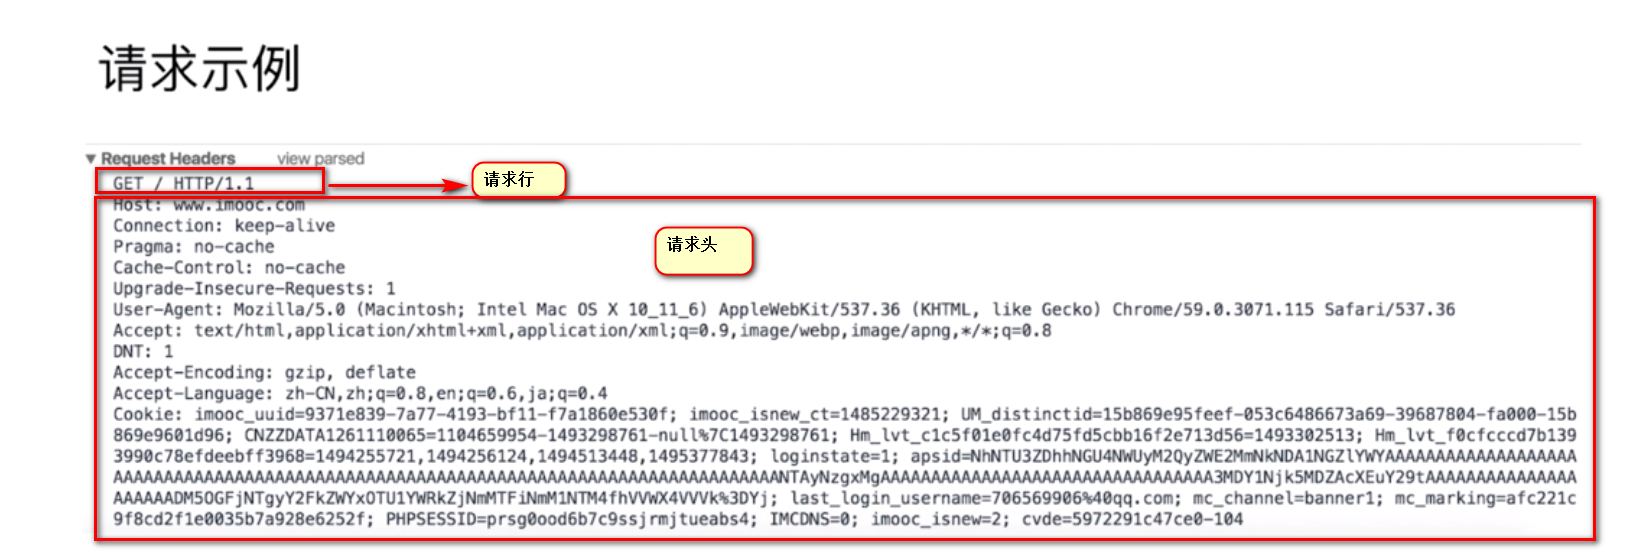 请求示例
▼ Request Headers view parsed
GET / HTTP/1.1
请求行
Host: www.imooc.com
Connection: keep-alive
请求头
Pragma: no-cache
Cache-Control: no-cache
Upgrade-Insecure-Requests: 1
User-Agent: Mozilla/5.0 (Macintosh; Intel Mac OS X 10_11_6) AppleWebKit/537.36 (KHTML, like Gecko) Chrome/59.0.3071.115 Safari/537.36
Accept: text/html,application/xhtml+xml,application/xml;q=0.9,image/webp,image/apng,*/*;q=0.8
DNT: 1
Accept-Encoding: gzip, deflate
Accept-Language: zh-CN,zh;q=0.8,en;q=0.6,ja;q=0.4
Cookie: imooc_uuid=9371e839-7a77-4193-bf11-f7a1860e530f; imooc_isnew_ct=1485229321; UM_distinctid=15b869e95feef-053c6486673a69-39687804-fa000-15b
869e9601d96; CNZZDATA1261110065=1104659954-1493298761-null%7C1493298761; Hm_lvt_c1c5f01e0fc4d75fd5cbb16f2e713d56=1493302513; Hm_lvt_f0cfcccd7b139
3990c78efdeebff3968=1494255721,1494256124,1494513448,1495377843; loginstate=1;
last_login_username=706569906%40qq.com; mc_channel=banner1; mc_marking=afc221c
9f8cd2f1e0035b7a928e6252f; PHPSESSID=prsg0ood6b7c9ssjrmjtueabs4; IMCDNS=0; imooc_isnew=2; cvde=5972291c47ce0-104